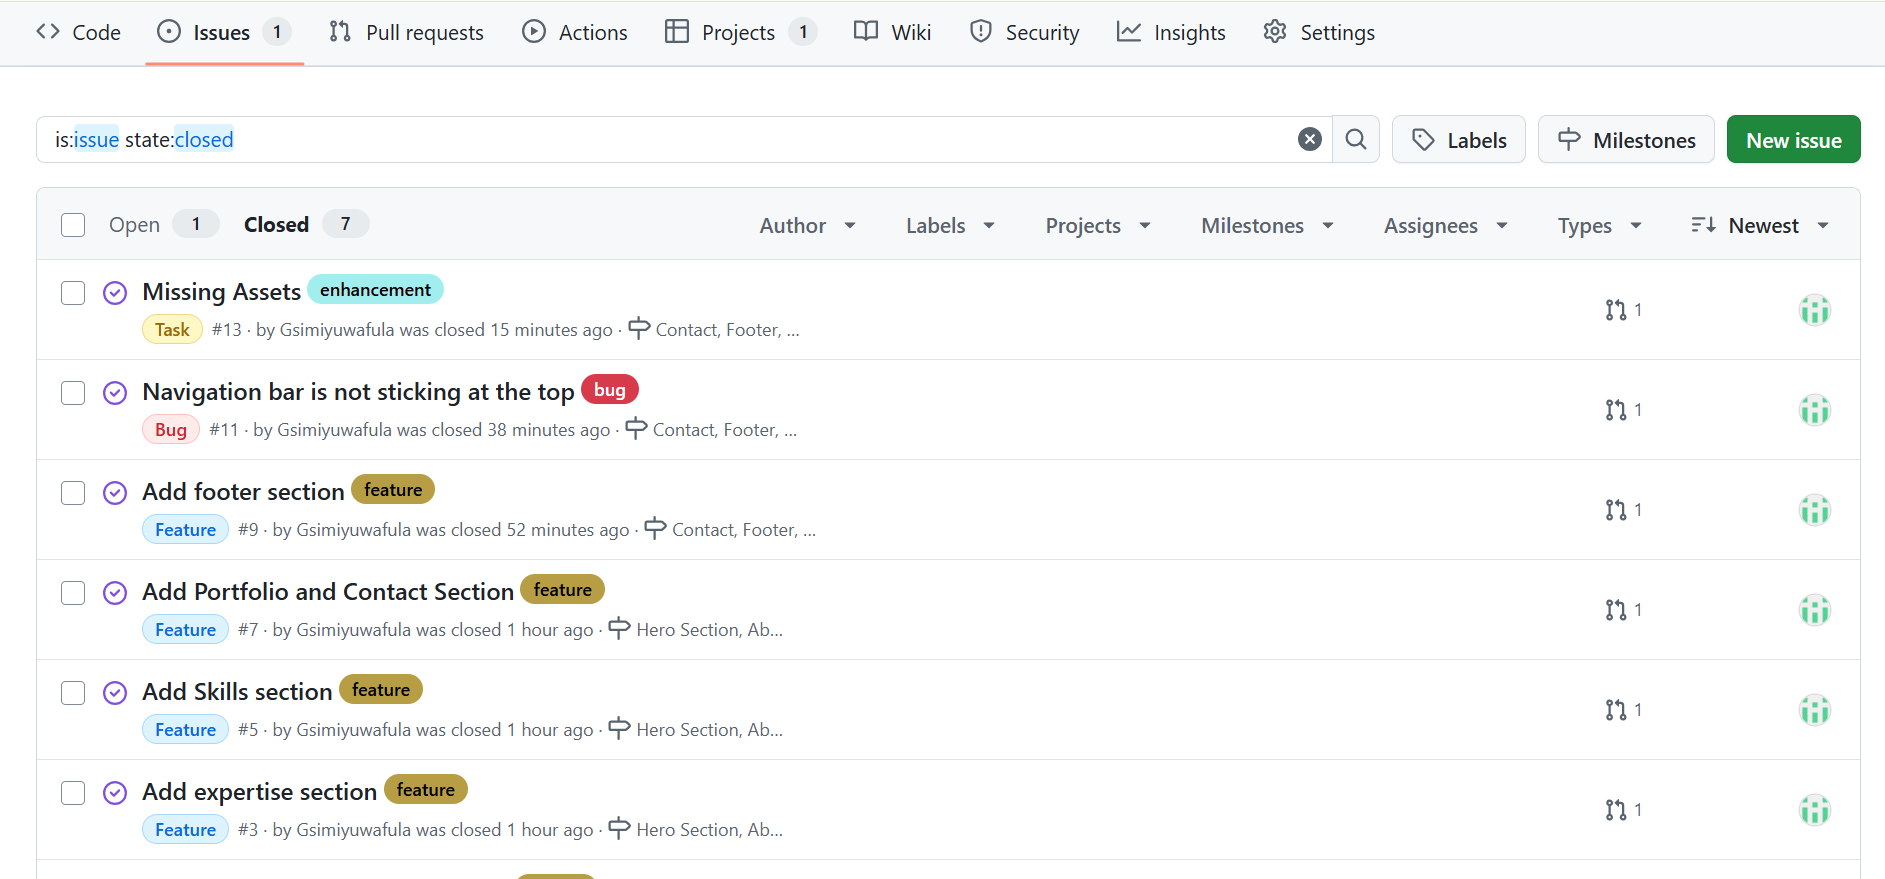 Code Issues 1 Pull requests Actions Projects 1 Wiki Security Insights Settings
is:issue state:closed Labels Milestones New issue
Open 1 Closed 7 Author Labels Projects Milestones Assignees Types Newest
Missing Assets enhancement
Task #13 · by Gsimiyuwafula was closed 15 minutes ago · Contact, Footer, ... 1
Navigation bar is not sticking at the top bug
Bug #11 · by Gsimiyuwafula was closed 38 minutes ago · Contact, Footer, ... 1
Add footer section feature
Feature #9 · by Gsimiyuwafula was closed 52 minutes ago · Contact, Footer, ... 1
Add Portfolio and Contact Section feature
Feature #7 · by Gsimiyuwafula was closed 1 hour ago · Hero Section, Ab... 1
Add Skills section feature
Feature #5 · by Gsimiyuwafula was closed 1 hour ago · Hero Section, Ab... 1
Add expertise section feature
Feature #3 · by Gsimiyuwafula was closed 1 hour ago · Hero Section, Ab... 1